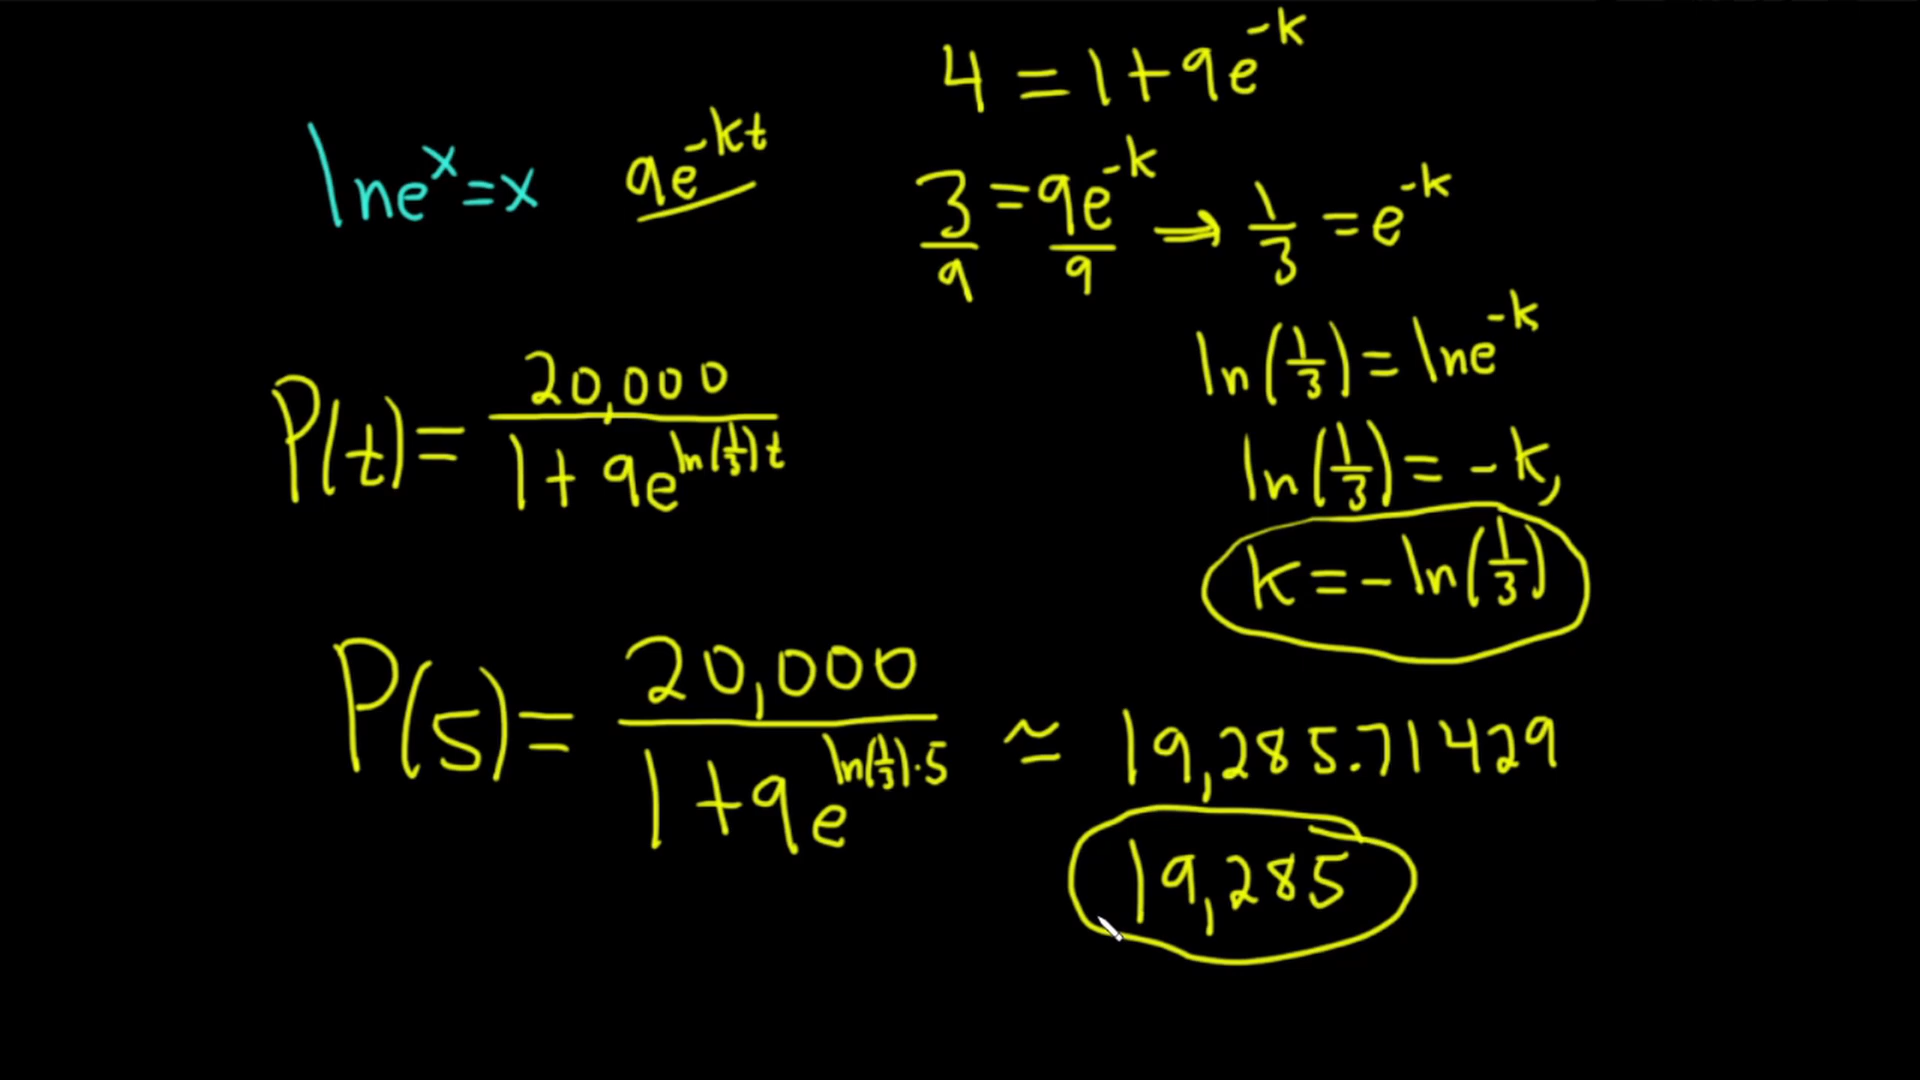 4 = 1 + 9e^{-k}
ln e^x = x   9e^{-kt}
3/9 = 9e^{-k}/9 ⇒ 1/3 = e^{-k}
ln(1/3) = ln e^{-k}
P(t) = 20,000/(1 + 9e^{ln(1/3)t})
ln(1/3) = -k,
k = -ln(1/3)
P(5) = 20,000/(1 + 9e^{ln(1/3)·5}) ≈ 19,285.71429
19,285